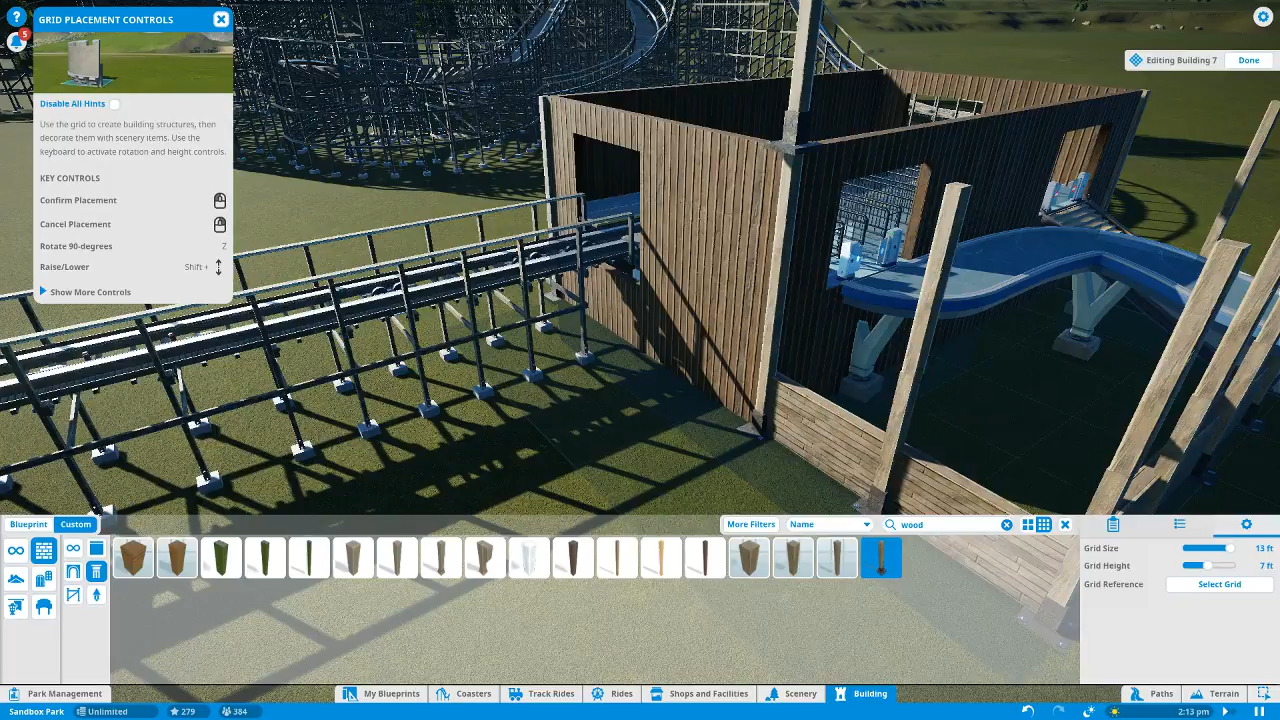 ?
5
GRID PLACEMENT CONTROLS
Disable All Hints
Use the grid to create building structures, then
decorate them with scenery items. Use the
keyboard to activate rotation and height controls.
KEY CONTROLS
Confirm Placement
Cancel Placement
Rotate 90-degrees Z
Raise/Lower Shift +
Show More Controls
Editing Building 7 Done
Blueprint Custom More Filters Name wood
Grid Size 13 ft
Grid Height 7 ft
Grid Reference Select Grid
Park Management My Blueprints Coasters Track Rides Rides Shops and Facilities Scenery Building Paths Terrain
Sandbox Park Unlimited 279 384 2:13 pm